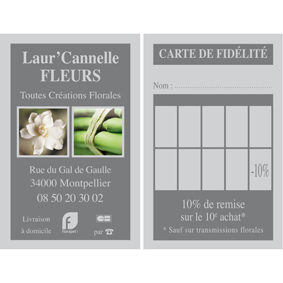 Laur'Cannelle
FLEURS
Toutes Créations Florales
Rue du Gal de Gaulle
34000 Montpellier
08 50 20 30 02
Livraison
à domicile
par ☎
CARTE DE FIDÉLITÉ
Nom :
-10%
10% de remise
sur le 10e achat*
* Sauf sur transmissions florales